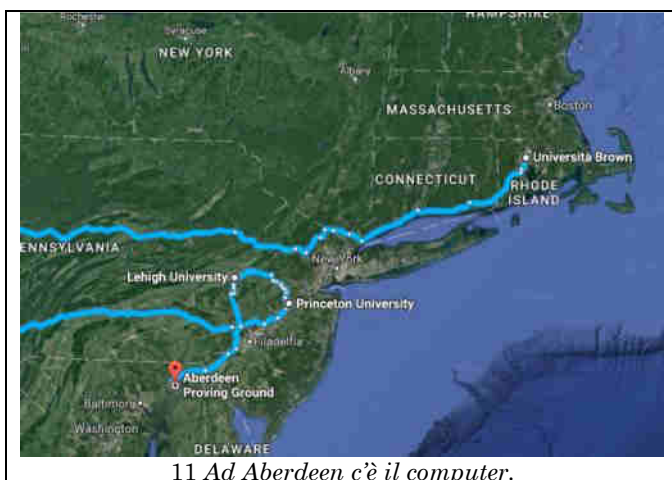 HAMPSHIRE
Rochester
Syracuse
NEW YORK
Albany
MASSACHUSETTS
Boston
Università Brown
CONNECTICUT
RHODE
ISLAND
ENNSYLVANIA
New York
Lehigh University
Princeton University
Filadelfia
Aberdeen
Proving Ground
Baltimore
Washington
DELAWARE
11 Ad Aberdeen c'è il computer.